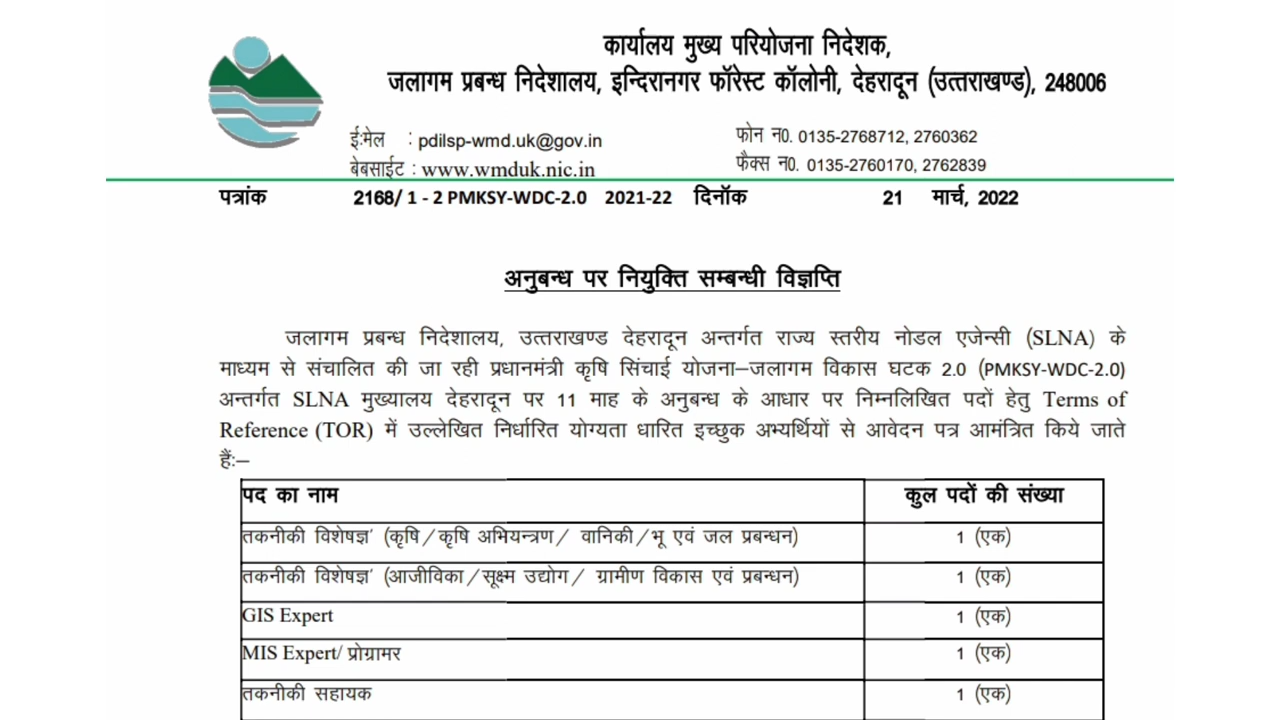 कार्यालय मुख्य परियोजना निदेशक,
जलागम प्रबन्ध निदेशालय, इन्दिरानगर फॉरेस्ट कॉलोनी, देहरादून (उत्तराखण्ड), 248006
ई:मेल : pdilsp-wmd.uk@gov.in फोन न0. 0135-2768712, 2760362
बेबसाईट : www.wmduk.nic.in फैक्स न0. 0135-2760170, 2762839
पत्रांक 2168/ 1 - 2 PMKSY-WDC-2.0 2021-22 दिनॉक 21 मार्च, 2022
अनुबन्ध पर नियुक्ति सम्बन्धी विज्ञप्ति
जलागम प्रबन्ध निदेशालय, उत्तराखण्ड देहरादून अन्तर्गत राज्य स्तरीय नोडल एजेन्सी (SLNA) के
माध्यम से संचालित की जा रही प्रधानमंत्री कृषि सिंचाई योजना–जलागम विकास घटक 2.0 (PMKSY-WDC-2.0)
अन्तर्गत SLNA मुख्यालय देहरादून पर 11 माह के अनुबन्ध के आधार पर निम्नलिखित पदों हेतु Terms of
Reference (TOR) में उल्लेखित निर्धारित योग्यता धारित इच्छुक अभ्यर्थियों से आवेदन पत्र आमंत्रित किये जाते
हैं:–
पद का नाम कुल पदों की संख्या
तकनीकी विशेषज्ञ' (कृषि/कृषि अभियन्त्रण/ वानिकी/भू एवं जल प्रबन्धन) 1 (एक)
तकनीकी विशेषज्ञ' (आजीविका/सूक्ष्म उद्योग/ ग्रामीण विकास एवं प्रबन्धन) 1 (एक)
GIS Expert 1 (एक)
MIS Expert/ प्रोग्रामर 1 (एक)
तकनीकी सहायक 1 (एक)